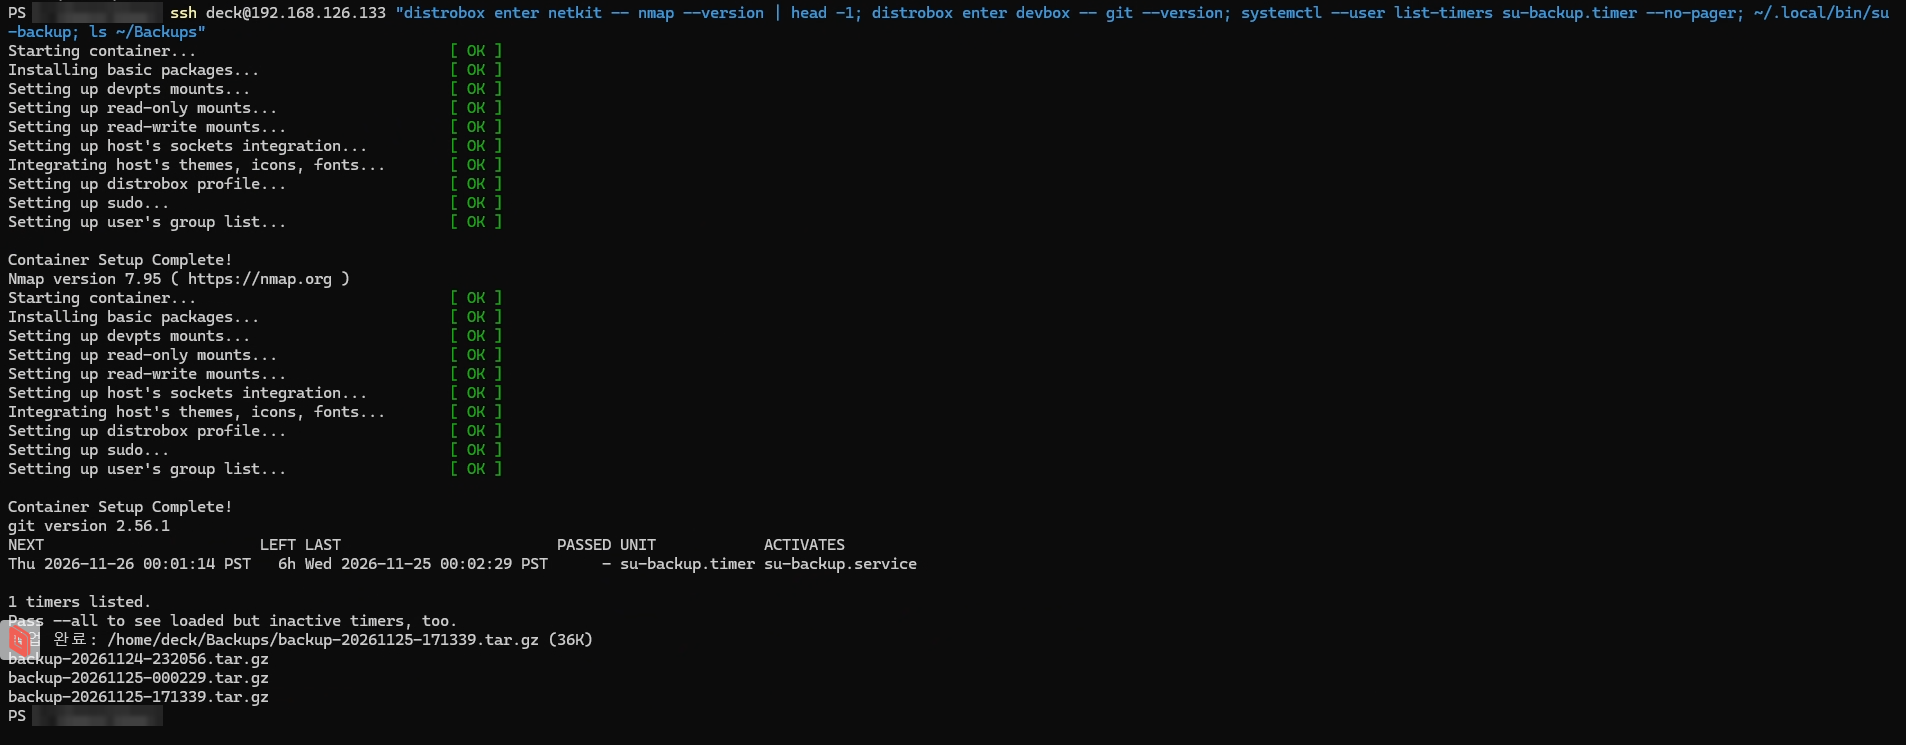 PS ssh deck@192.168.126.133 "distrobox enter netkit -- nmap --version | head -1; distrobox enter devbox -- git --version; systemctl --user list-timers su-backup.timer --no-pager; ~/.local/bin/su
-backup; ls ~/Backups"
Starting container... [ OK ]
Installing basic packages... [ OK ]
Setting up devpts mounts... [ OK ]
Setting up read-only mounts... [ OK ]
Setting up read-write mounts... [ OK ]
Setting up host's sockets integration... [ OK ]
Integrating host's themes, icons, fonts... [ OK ]
Setting up distrobox profile... [ OK ]
Setting up sudo... [ OK ]
Setting up user's group list... [ OK ]
Container Setup Complete!
Nmap version 7.95 ( https://nmap.org )
Starting container... [ OK ]
Installing basic packages... [ OK ]
Setting up devpts mounts... [ OK ]
Setting up read-only mounts... [ OK ]
Setting up read-write mounts... [ OK ]
Setting up host's sockets integration... [ OK ]
Integrating host's themes, icons, fonts... [ OK ]
Setting up distrobox profile... [ OK ]
Setting up sudo... [ OK ]
Setting up user's group list... [ OK ]
Container Setup Complete!
git version 2.56.1
NEXT LEFT LAST PASSED UNIT ACTIVATES
Thu 2026-11-26 00:01:14 PST 6h Wed 2026-11-25 00:02:29 PST - su-backup.timer su-backup.service
1 timers listed.
Pass --all to see loaded but inactive timers, too.
완료: /home/deck/Backups/backup-20261125-171339.tar.gz (36K)
backup-20261124-232056.tar.gz
backup-20261125-000229.tar.gz
backup-20261125-171339.tar.gz
PS